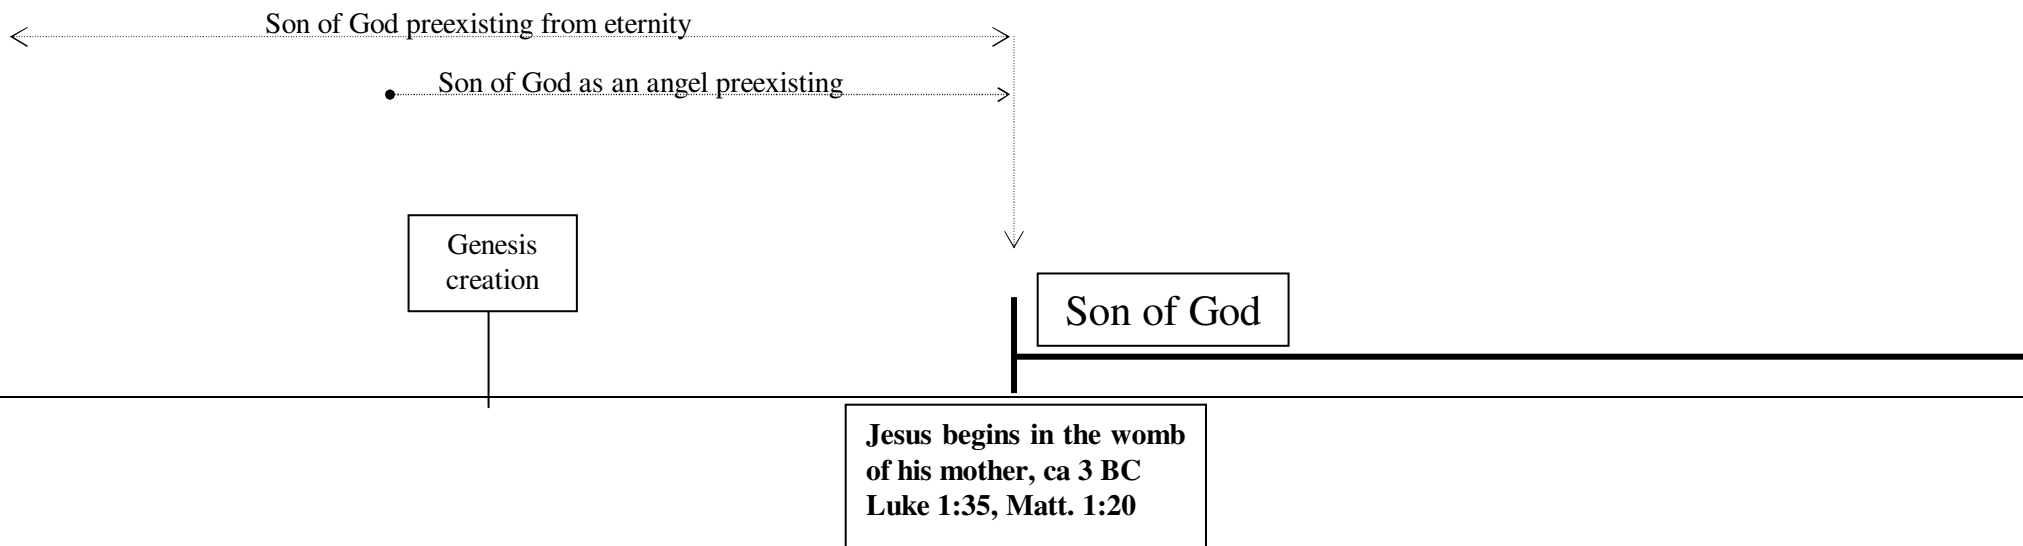 Son of God preexisting from eternity
Son of God as an angel preexisting
Genesis
creation
Son of God
Jesus begins in the womb
of his mother, ca 3 BC
Luke 1:35, Matt. 1:20